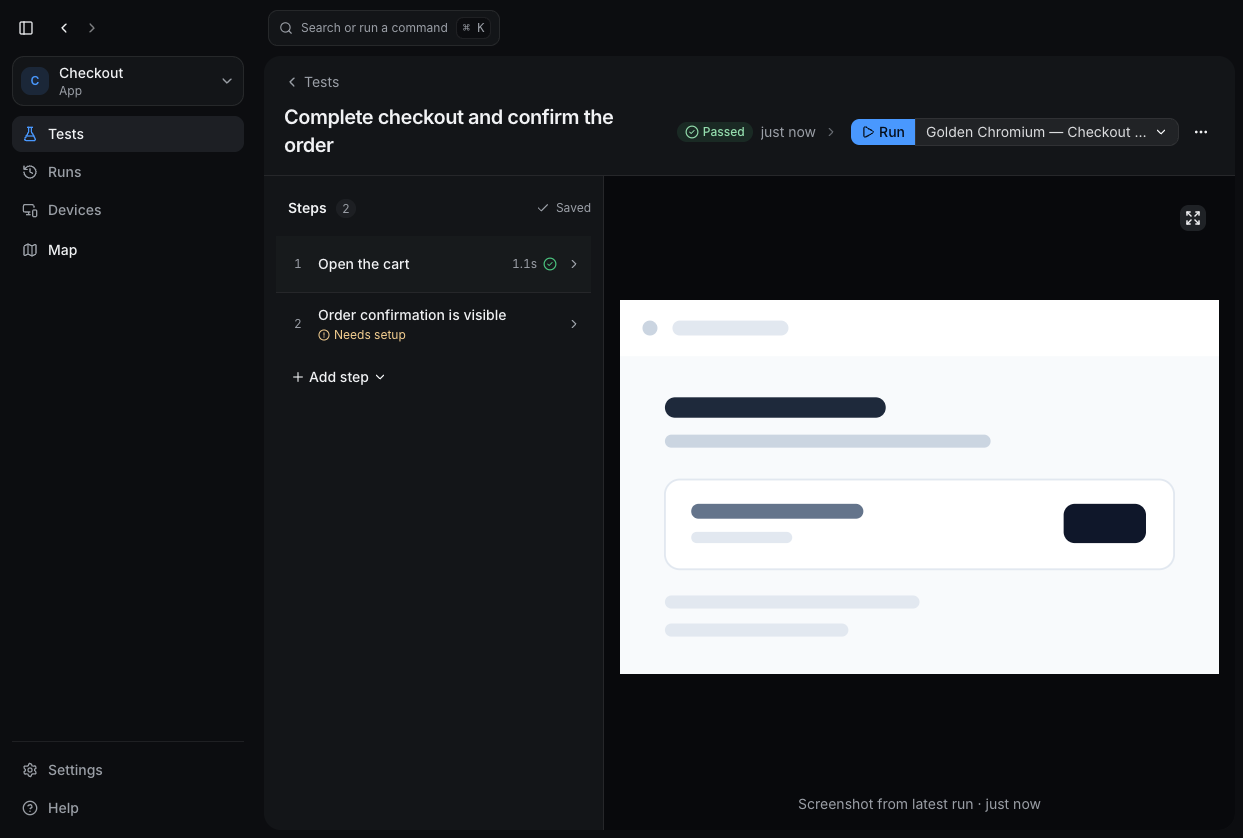 Search or run a command ⌘ K
C
Checkout
App
Tests
Runs
Devices
Map
Settings
Help
Tests
Complete checkout and confirm the
order
Passed just now
Run
Golden Chromium — Checkout ...
Steps 2
Saved
1 Open the cart 1.1s
2 Order confirmation is visible
Needs setup
Add step
Screenshot from latest run · just now